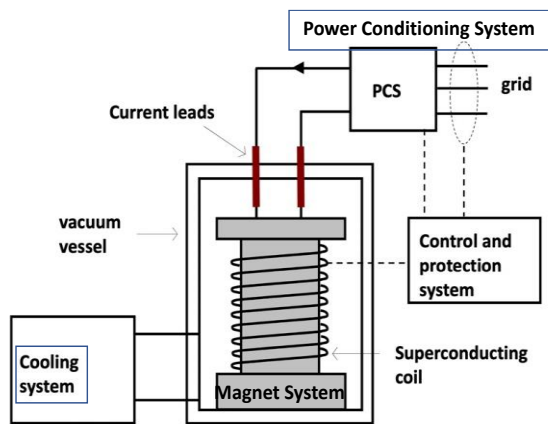 Power Conditioning System
PCS
grid
Current leads
vacuum
vessel
Control and
protection
system
Superconducting
coil
Cooling
system
Magnet System